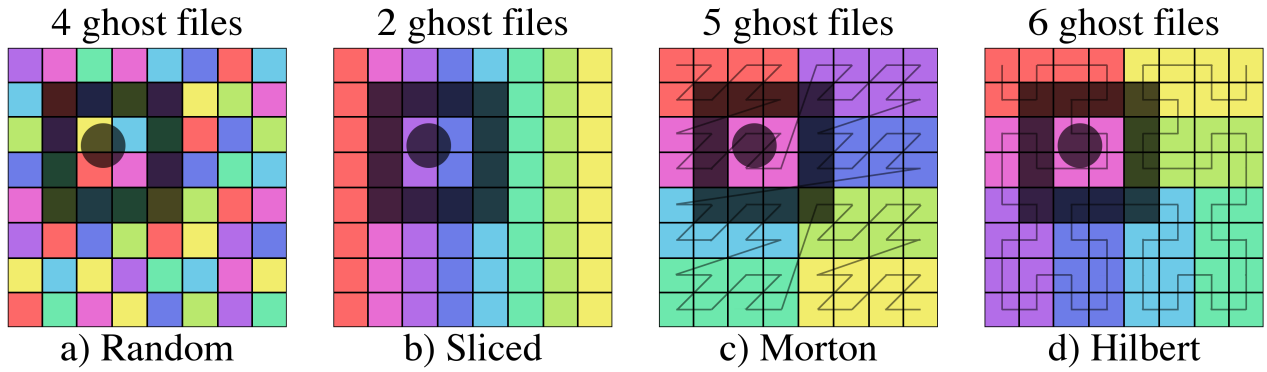 4 ghost files
2 ghost files
5 ghost files
6 ghost files
a) Random
b) Sliced
c) Morton
d) Hilbert